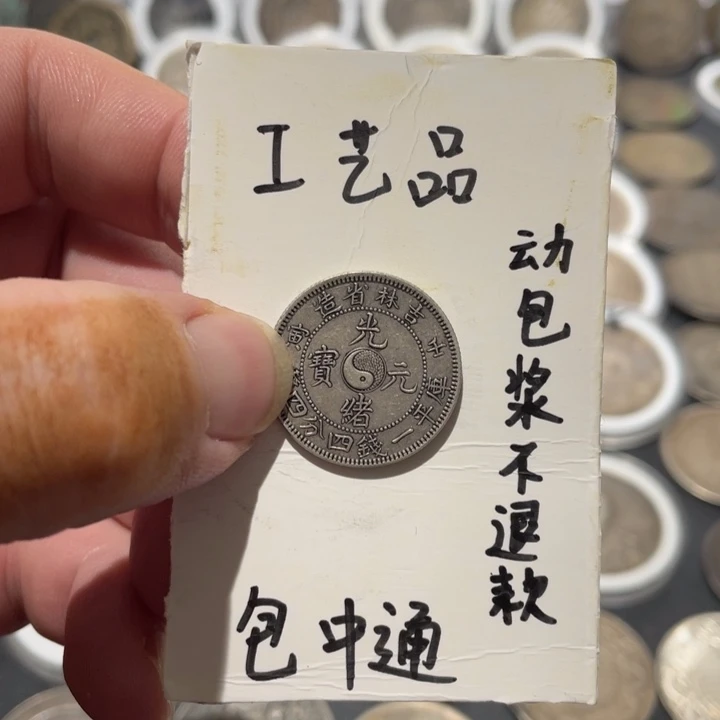 工艺品
动包浆不退款
吉林省造
光緒元寶
庫平一錢四分四
包中通